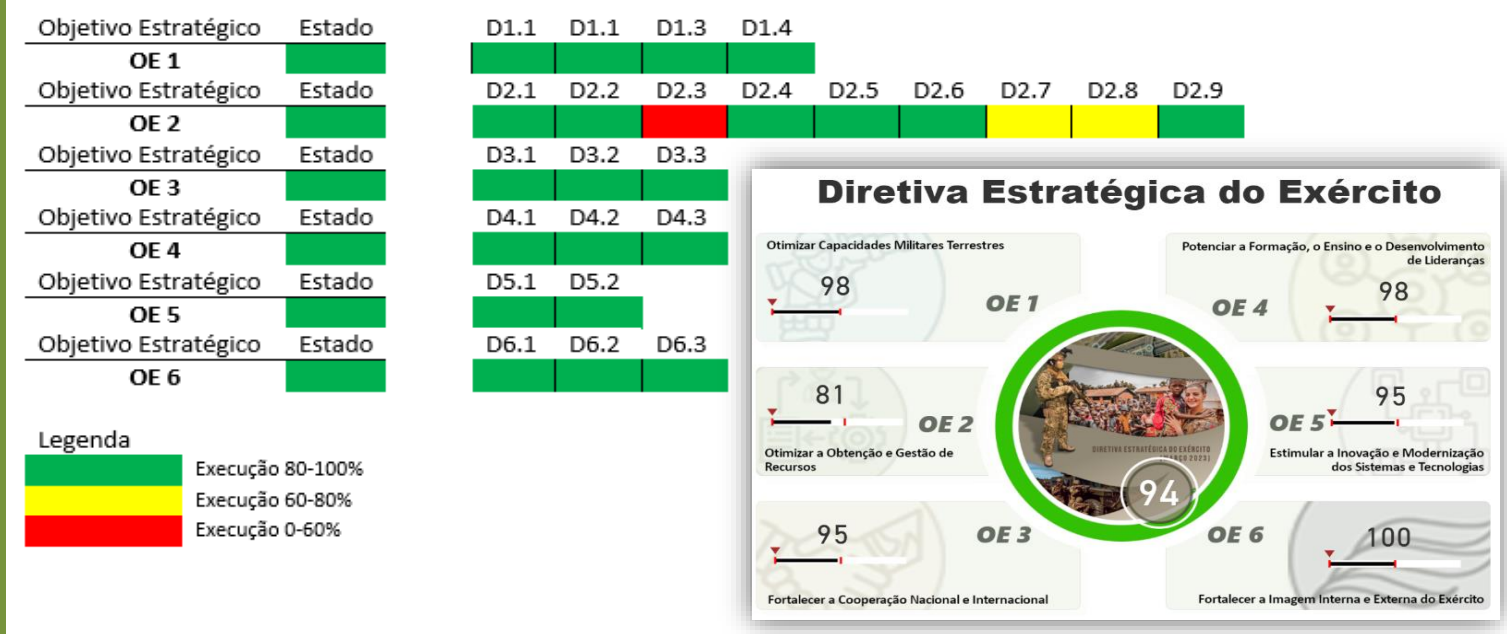 Objetivo Estratégico Estado D1.1 D1.1 D1.3 D1.4
OE 1
Objetivo Estratégico Estado D2.1 D2.2 D2.3 D2.4 D2.5 D2.6 D2.7 D2.8 D2.9
OE 2
Objetivo Estratégico Estado D3.1 D3.2 D3.3
OE 3
Objetivo Estratégico Estado D4.1 D4.2 D4.3
OE 4
Objetivo Estratégico Estado D5.1 D5.2
OE 5
Objetivo Estratégico Estado D6.1 D6.2 D6.3
OE 6
Legenda
Execução 80-100%
Execução 60-80%
Execução 0-60%
Diretiva Estratégica do Exército
Otimizar Capacidades Militares Terrestres
98
OE 1
Potenciar a Formação, o Ensino e o Desenvolvimento
de Lideranças
98
OE 4
81
OE 2
Otimizar a Obtenção e Gestão de
Recursos
95
OE 5
Estimular a Inovação e Modernização
dos Sistemas e Tecnologias
DIRETIVA ESTRATÉGICA DO EXÉRCITO
(MARÇO 2023)
94
95
OE 3
Fortalecer a Cooperação Nacional e Internacional
OE 6
100
Fortalecer a Imagem Interna e Externa do Exército